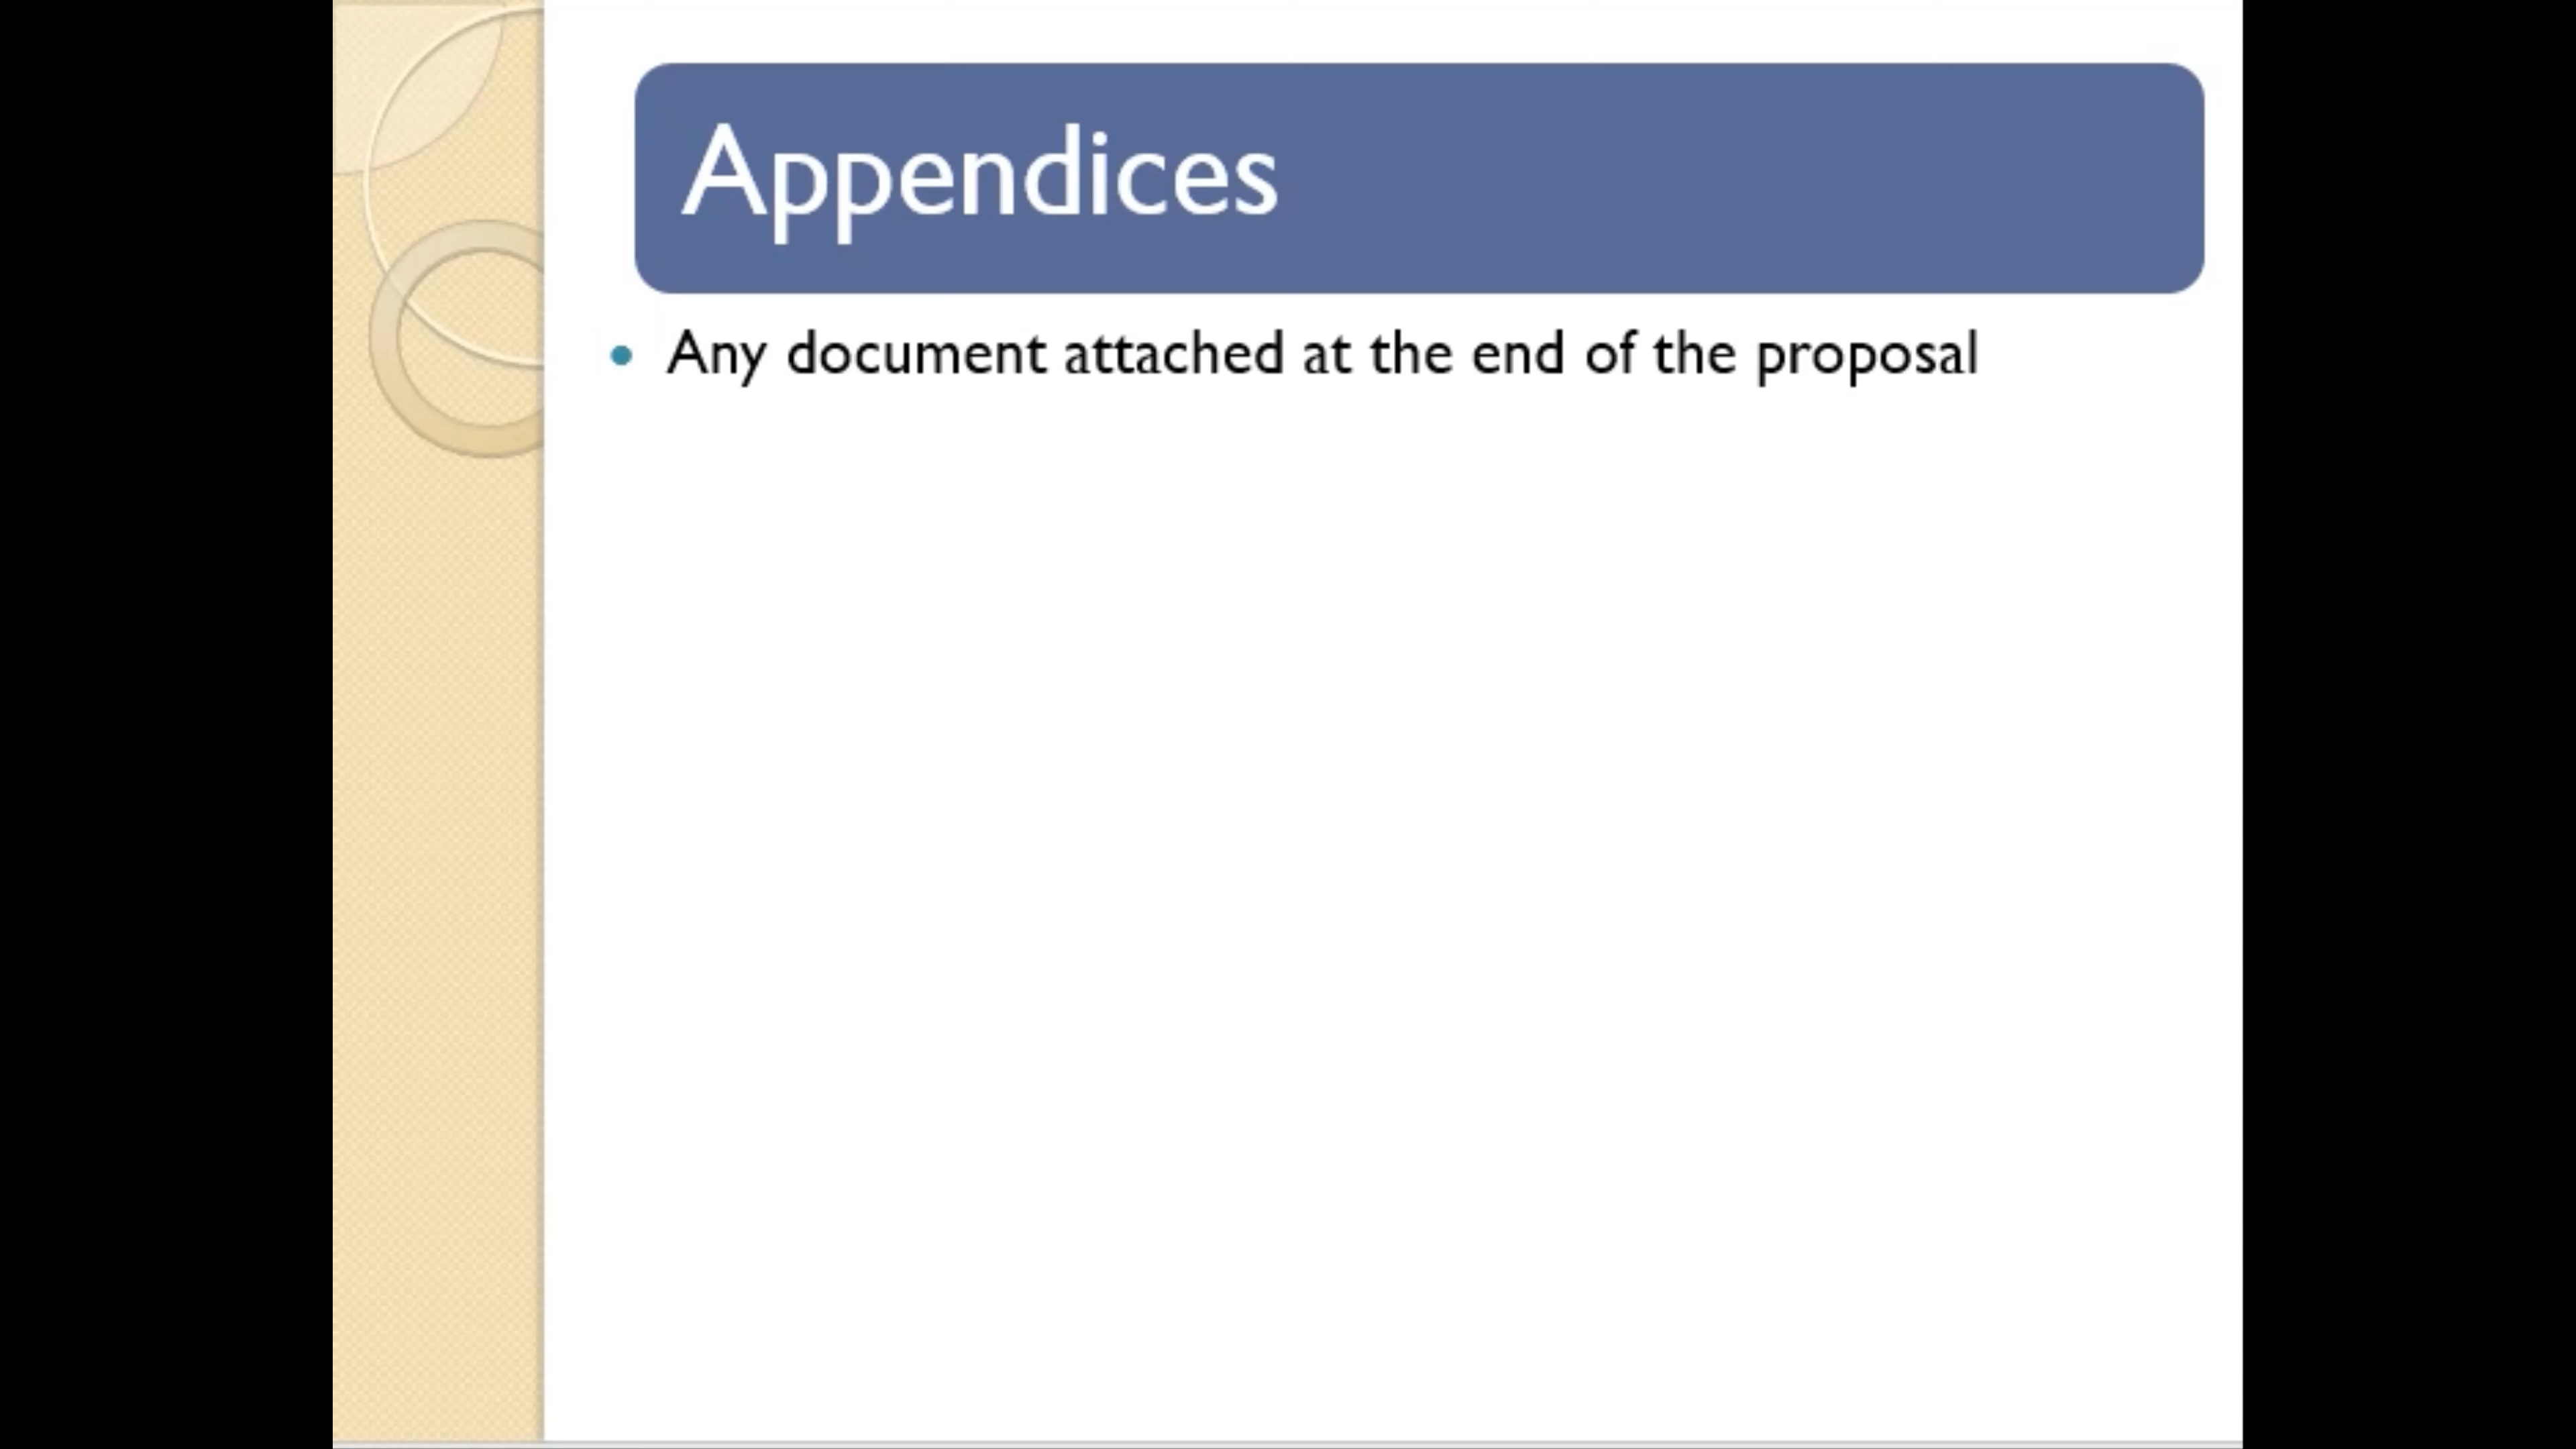 Appendices
• Any document attached at the end of the proposal